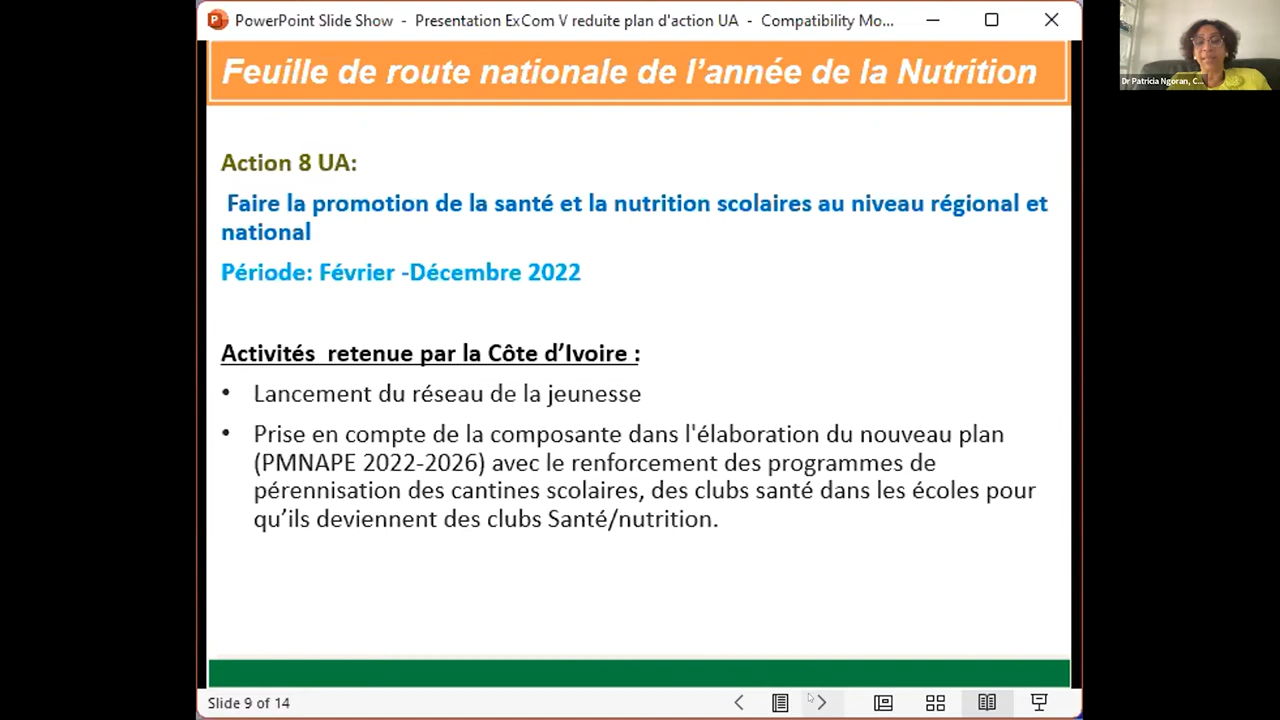 PowerPoint Slide Show - Presentation ExCom V reduite plan d'action UA - Compatibility Mo...
Feuille de route nationale de l’année de la Nutrition
Dr Patricia Ngoran, C...
Action 8 UA:
Faire la promotion de la santé et la nutrition scolaires au niveau régional et
national
Période: Février -Décembre 2022
Activités retenue par la Côte d’Ivoire :
• Lancement du réseau de la jeunesse
• Prise en compte de la composante dans l'élaboration du nouveau plan
(PMNAPE 2022-2026) avec le renforcement des programmes de
pérennisation des cantines scolaires, des clubs santé dans les écoles pour
qu’ils deviennent des clubs Santé/nutrition.
Slide 9 of 14